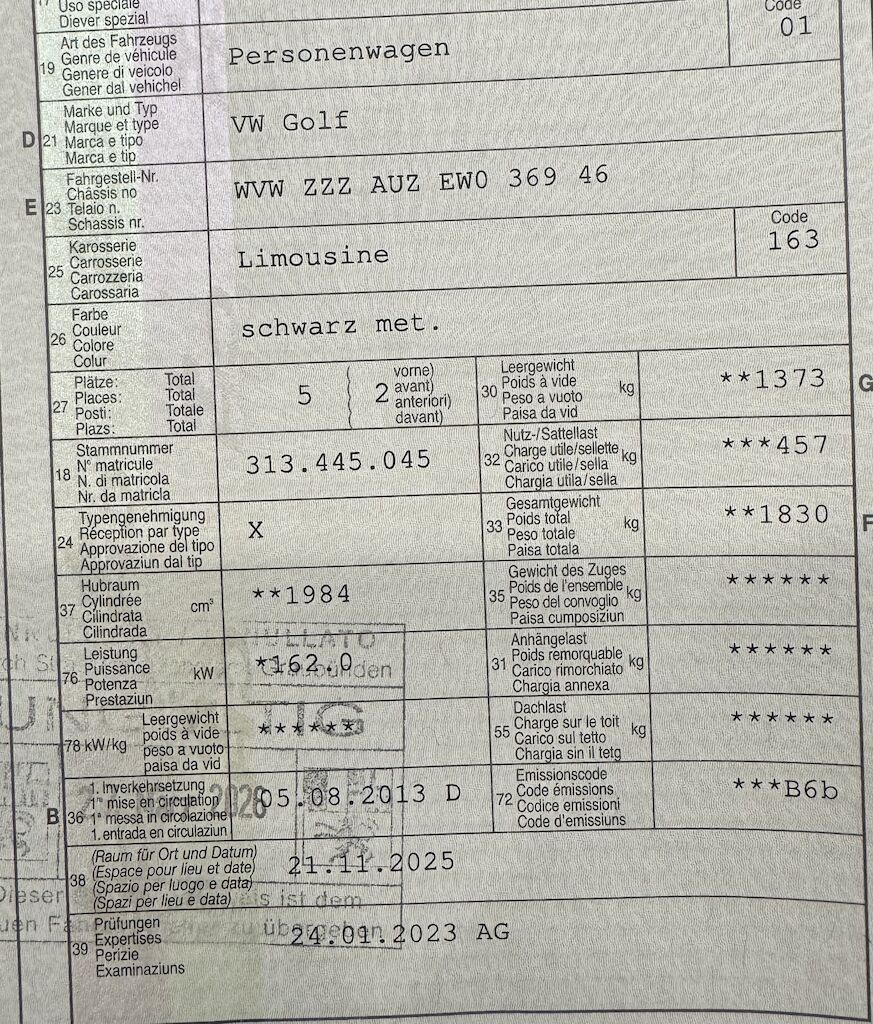 17 Uso speciale
Diever spezial
19 Art des Fahrzeugs
Genre de véhicule
Genere di veicolo
Gener dal vehichel
Personenwagen
Code
01
D 21 Marke und Typ
Marque et type
Marca e tipo
Marca e tip
VW Golf
E 23 Fahrgestell-Nr.
Châssis no
Telaio n.
Schassis nr.
WVW ZZZ AUZ EW0 369 46
25 Karosserie
Carrosserie
Carrozzeria
Carossaria
Limousine
Code
163
26 Farbe
Couleur
Colore
Colur
schwarz met.
27 Plätze: Total
Places: Total
Posti: Totale
Plazs: Total
5 ( 2 vorne)
avant)
anteriori)
davant)
30 Leergewicht
Poids à vide
Peso a vuoto
Paisa da vid
kg
**1373
G
18 Stammnummer
N° matricule
N. di matricola
Nr. da matricla
313.445.045
32 Nutz-/Sattellast
Charge utile/sellette
Carico utile/sella
Chargia utila/sella
kg
***457
24 Typengenehmigung
Réception par type
Approvazione del tipo
Approvaziun dal tip
X
33 Gesamtgewicht
Poids total
Peso totale
Paisa totala
kg
**1830
F
37 Hubraum
Cylindrée
Cilindrata
Cilindrada
cm³
**1984
35 Gewicht des Zuges
Poids de l'ensemble
Peso del convoglio
Paisa cumposiziun
kg
******
76 Leistung
Puissance
Potenza
Prestaziun
kW
*162.0
31 Anhängelast
Poids remorquable
Carico rimorchiato
Chargia annexa
kg
******
78 kW/kg Leergewicht
poids à vide
peso a vuoto
paisa da vid
******
55 Dachlast
Charge sur le toit
Carico sul tetto
Chargia sin il tetg
kg
******
B 36 1. Inverkehrsetzung
1re mise en circulation
1a messa in circolazione
1. entrada en circulaziun
05.08.2013 D
72 Emissionscode
Code émissions
Codice emissioni
Code d'emissiuns
***B6b
38 (Raum für Ort und Datum)
(Espace pour lieu et date)
(Spazio per luogo e data)
(Spazi per lieu e data)
21.11.2025
39 Prüfungen
Expertises
Perizie
Examinaziuns
24.01.2023 AG
NULLATO
Graubünden
2026
Dieser
is ist dem
zu übergeben